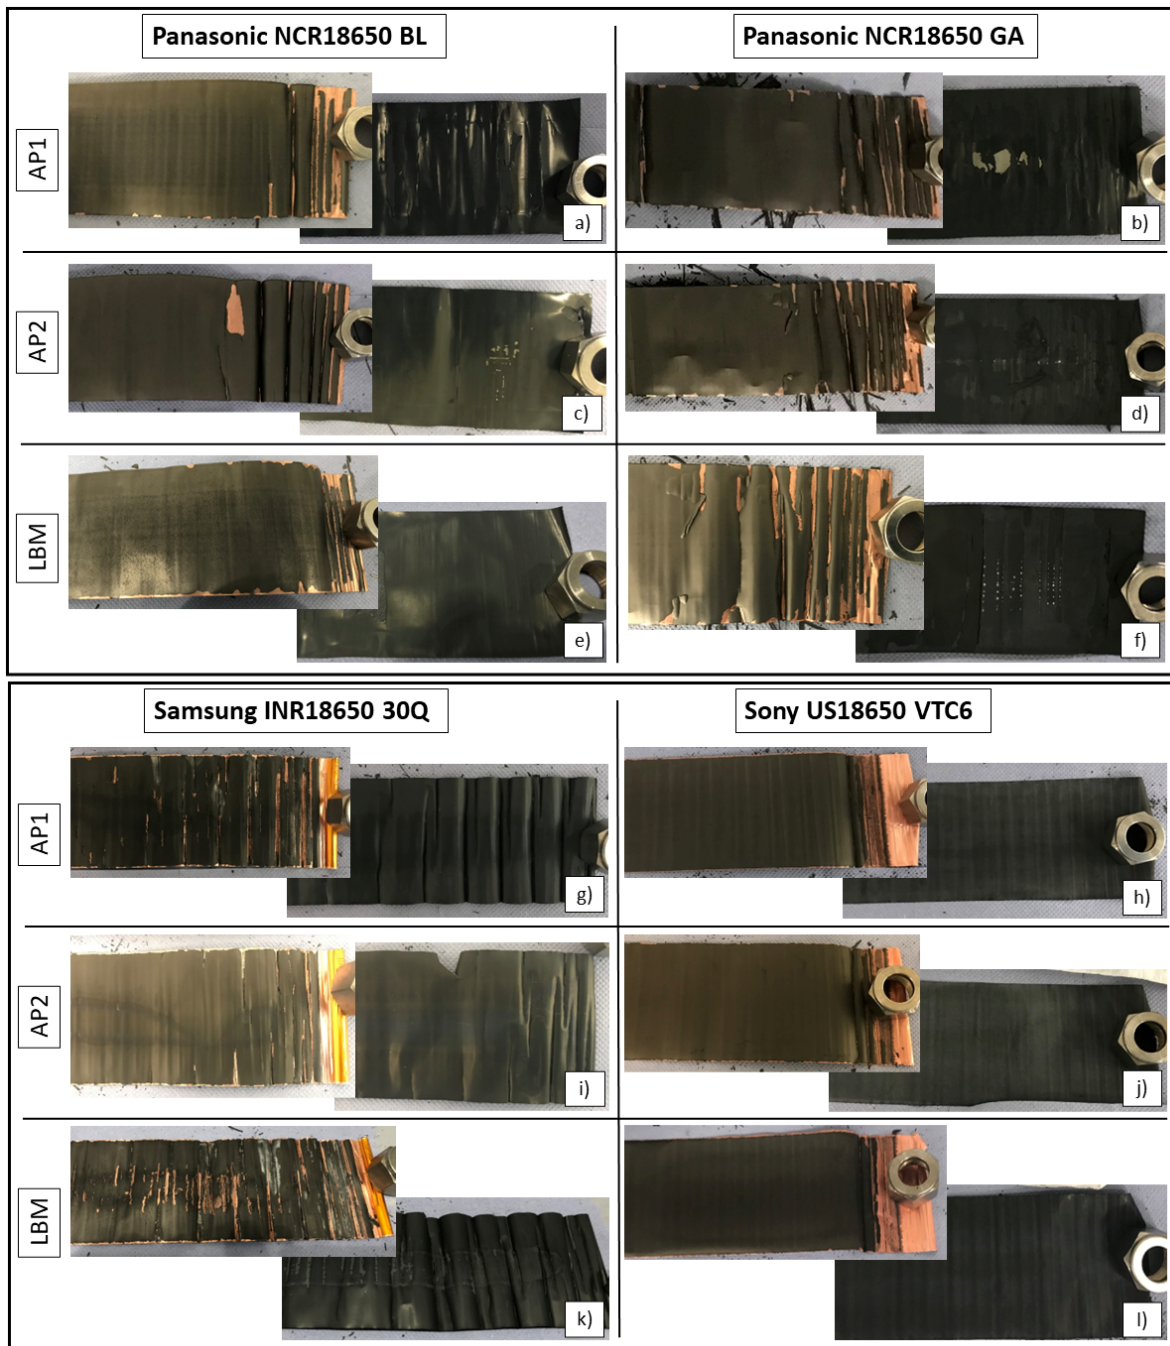 Panasonic NCR18650 BL
Panasonic NCR18650 GA
AP1
a)
b)
AP2
c)
d)
LBM
e)
f)
Samsung INR18650 30Q
Sony US18650 VTC6
AP1
g)
h)
AP2
i)
j)
LBM
k)
l)